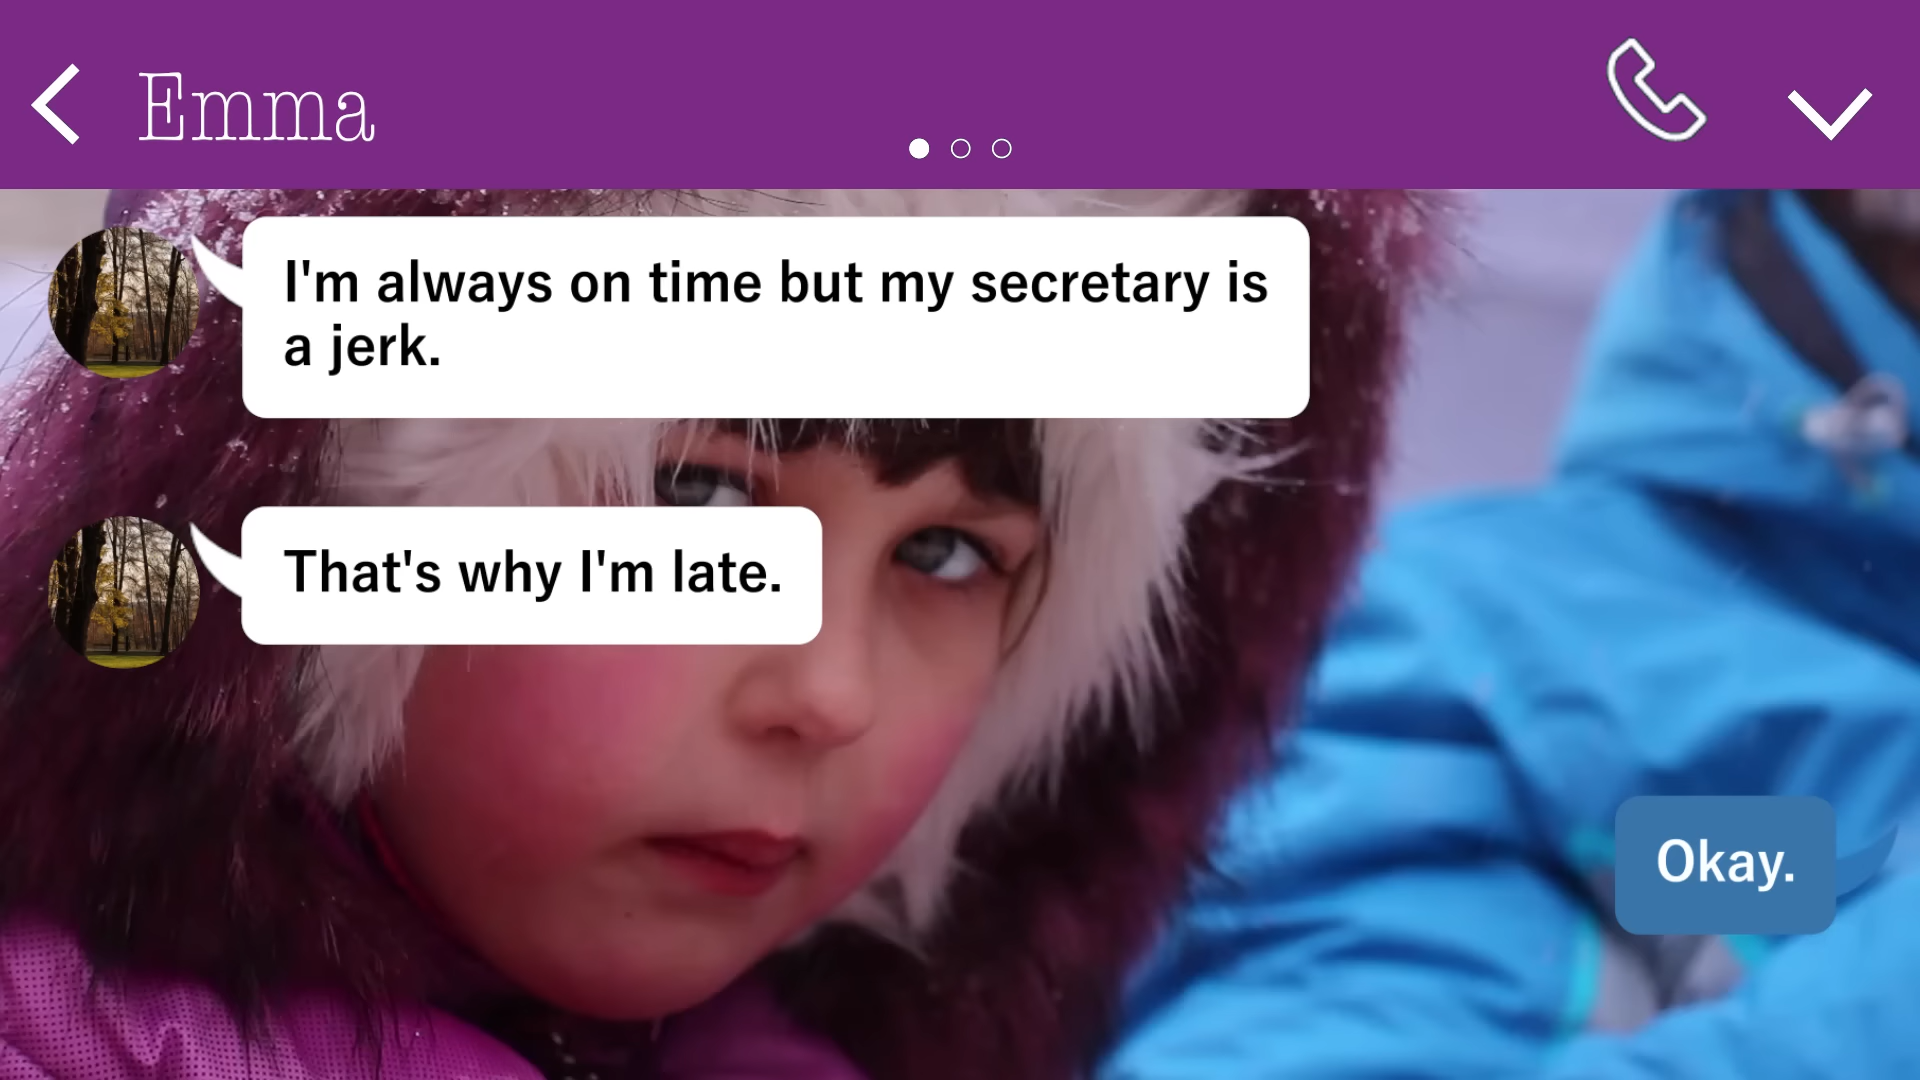 Emma
I'm always on time but my secretary is
a jerk.
That's why I'm late.
Okay.